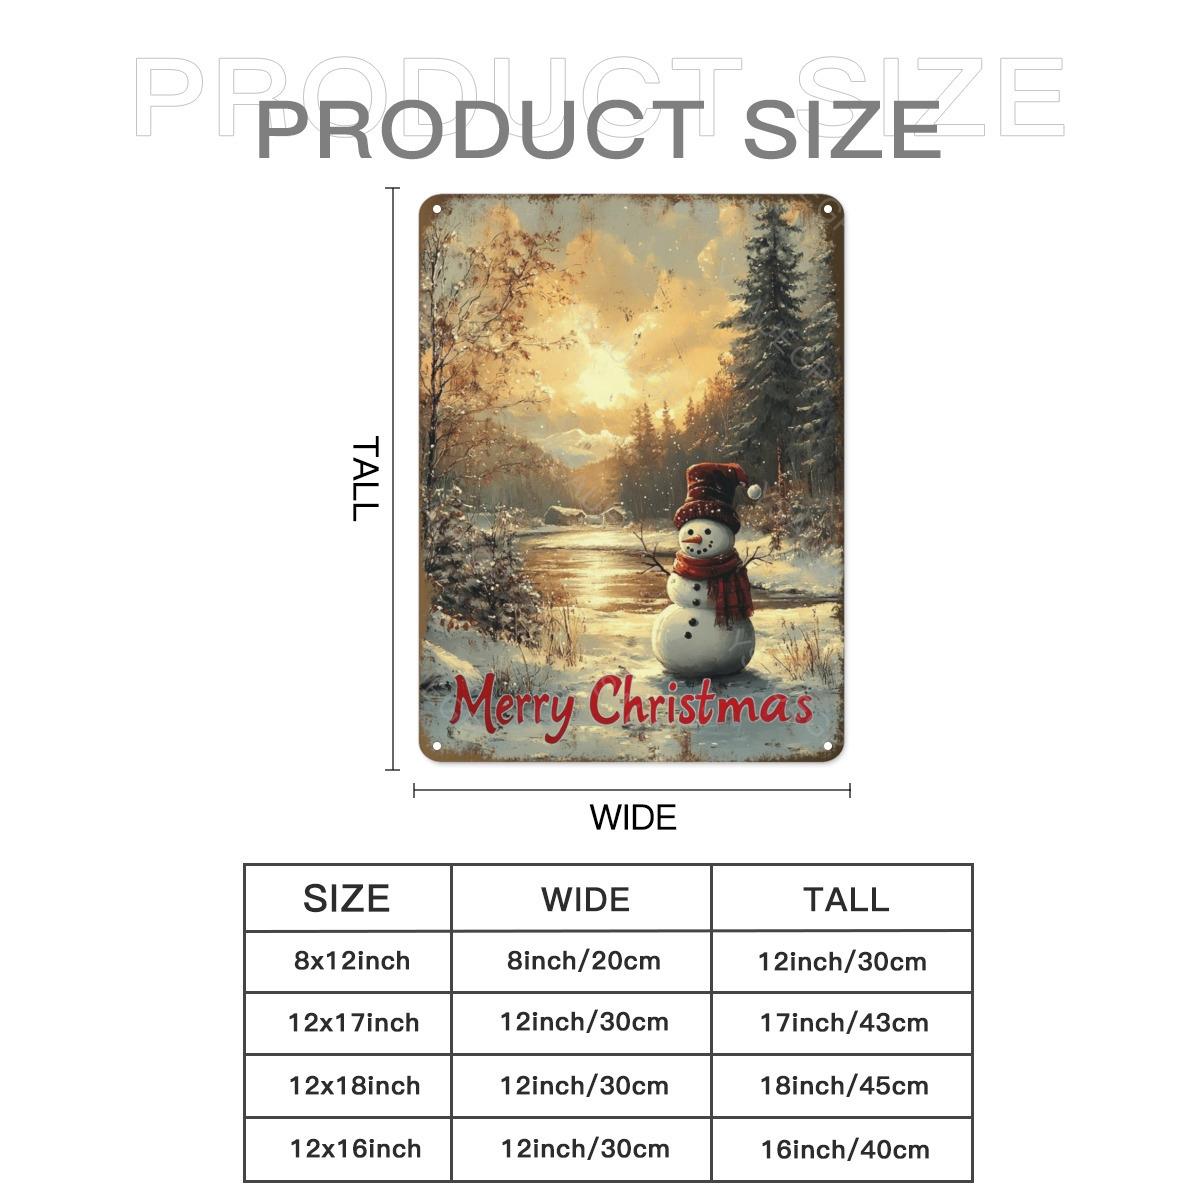 PRODUCT SIZE
PRODUCT SIZE
TALL
Merry Christmas
WIDE
SIZE WIDE TALL
8x12inch 8inch/20cm 12inch/30cm
12x17inch 12inch/30cm 17inch/43cm
12x18inch 12inch/30cm 18inch/45cm
12x16inch 12inch/30cm 16inch/40cm